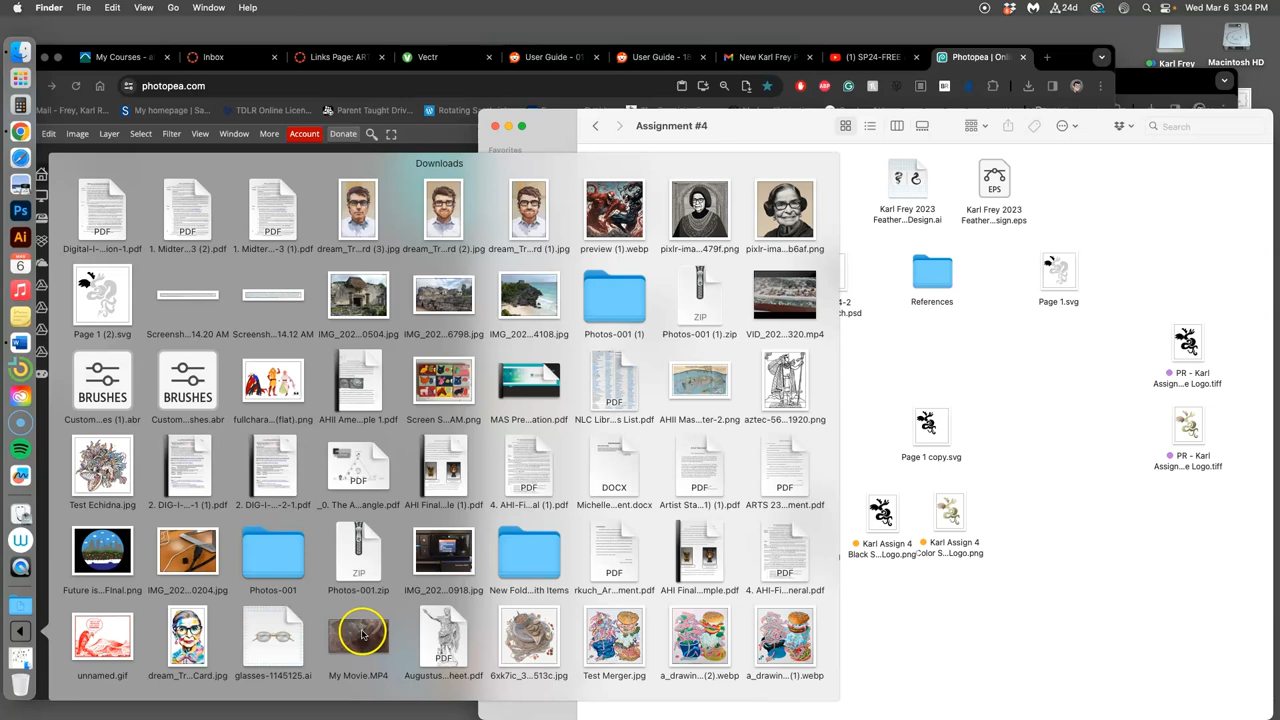 Finder File Edit View Go Window Help 24d Wed Mar 6 3:04 PM
My Courses - a Inbox Links Page: ART Vectr User Guide - 01 User Guide - 18 New Karl Frey P (1) SP24-FREE Photopea | Onli
photopea.com
Mail – Frey, Karl R... My homepage | Sa... TDLR Online Licen... Parent Taught Driv... Rotating
Edit Image Layer Select Filter View Window More Account Donate
Karl Frey
Macintosh HD
Favorites
Assignment #4
Search
Downloads
PDF
PDF
PDF
Digital-I-...ion-1.pdf
1. Midter...3 (2).pdf
1. Midter...3 (1).pdf
dream_Tr...rd (3).jpg
dream_Tr...rd (2).jpg
dream_Tr...rd (1).jpg
preview (1).webp
pixlr-ima...479f.png
pixlr-ima...b6af.png
ZIP
Page 1 (2).svg
Screensh...14.20 AM
Screensh...14.12 AM
IMG_202...0504.jpg
IMG_202...6798.jpg
IMG_202...4108.jpg
Photos-001 (1)
Photos-001 (1).zip
VID_202...320.mp4
BRUSHES
BRUSHES
PDF
Custom...es (1).abr
Custom...shes.abr
fullchara...(flat).png
AHII Ame...ple 1.pdf
Screen S...AM.png
MAS Pre...ation.pdf
NLC Libr...s List.pdf
AHII Mas...ter-2.png
aztec-56...1920.png
PDF
PDF
DOCX
PDF
PDF
Test Echidna.jpg
2. DIG-I-...-1 (1).pdf
2. DIG-I-...-2-1.pdf
_0. The A...angle.pdf
AHI Final...le (1).pdf
4. AHI-Fi...al (1).pdf
Michelle...ent.docx
Artist Sta...1) (1).pdf
ARTS 23...ment.pdf
ZIP
PDF
PDF
Future is...FInal.png
IMG_202...0204.jpg
Photos-001
Photos-001.zip
IMG_202...0918.jpg
New Fold...ith Items
rkuch_Ar...ment.pdf
AHI Final...mple.pdf
4. AHI-Fi...neral.pdf
PDF
unnamed.gif
dream_Tr...Card.jpg
glasses-1145125.ai
My Movie.MP4
Augustus...heet.pdf
6xk7ic_3...513c.jpg
Test Merger.jpg
a_drawin...(2).webp
a_drawin...(1).webp
EPS
Karl Frey 2023
Feather...Design.ai
Karl Frey 2023
Feather...sign.eps
4-2
ch.psd
References
Page 1.svg
PR - Karl
Assign...e Logo.tiff
Page 1 copy.svg
PR - Karl
Assign...e Logo.tiff
Karl Assign 4
Black S...Logo.png
Karl Assign 4
Color S...Logo.png